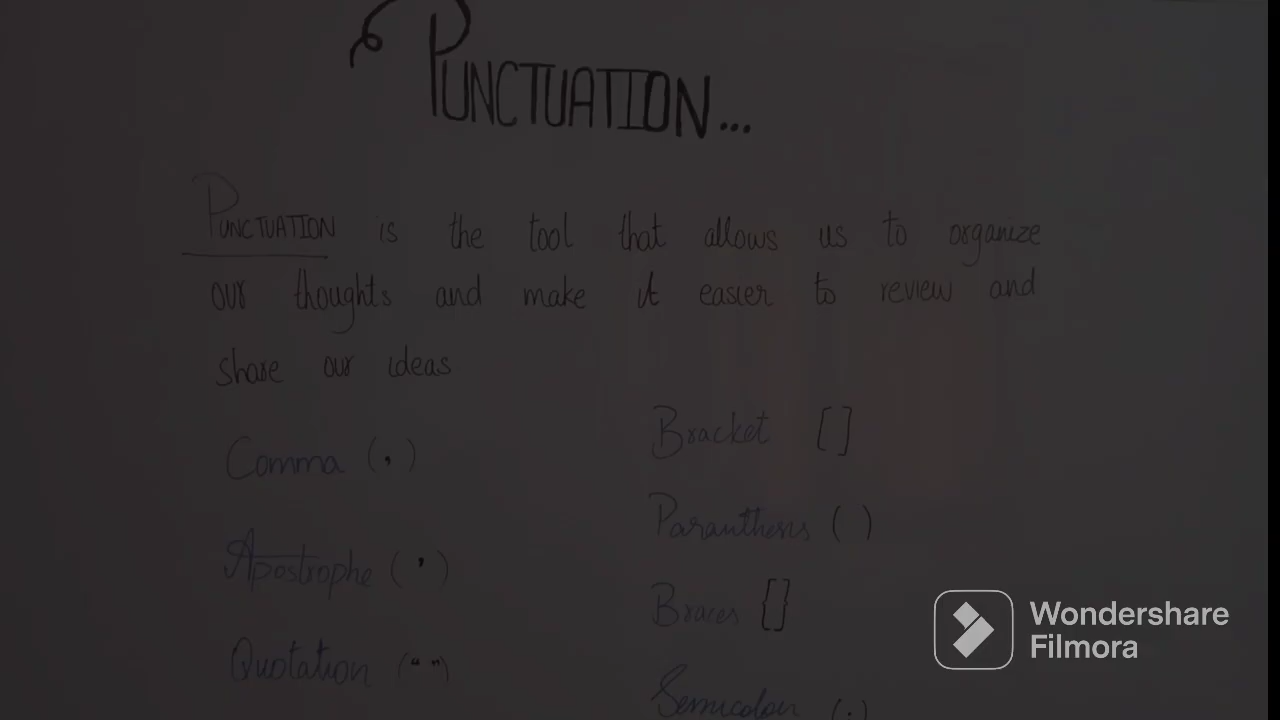 PUNCTUATION...
PUNCTUATION is the tool that allows us to organize
our thoughts and make it easier to review and
share our ideas
Comma (,)
Apostrophe (')
Quotation (“ ”)
Bracket []
Paranthesis ( )
Braces {}
Semicolon (;)
Wondershare
Filmora